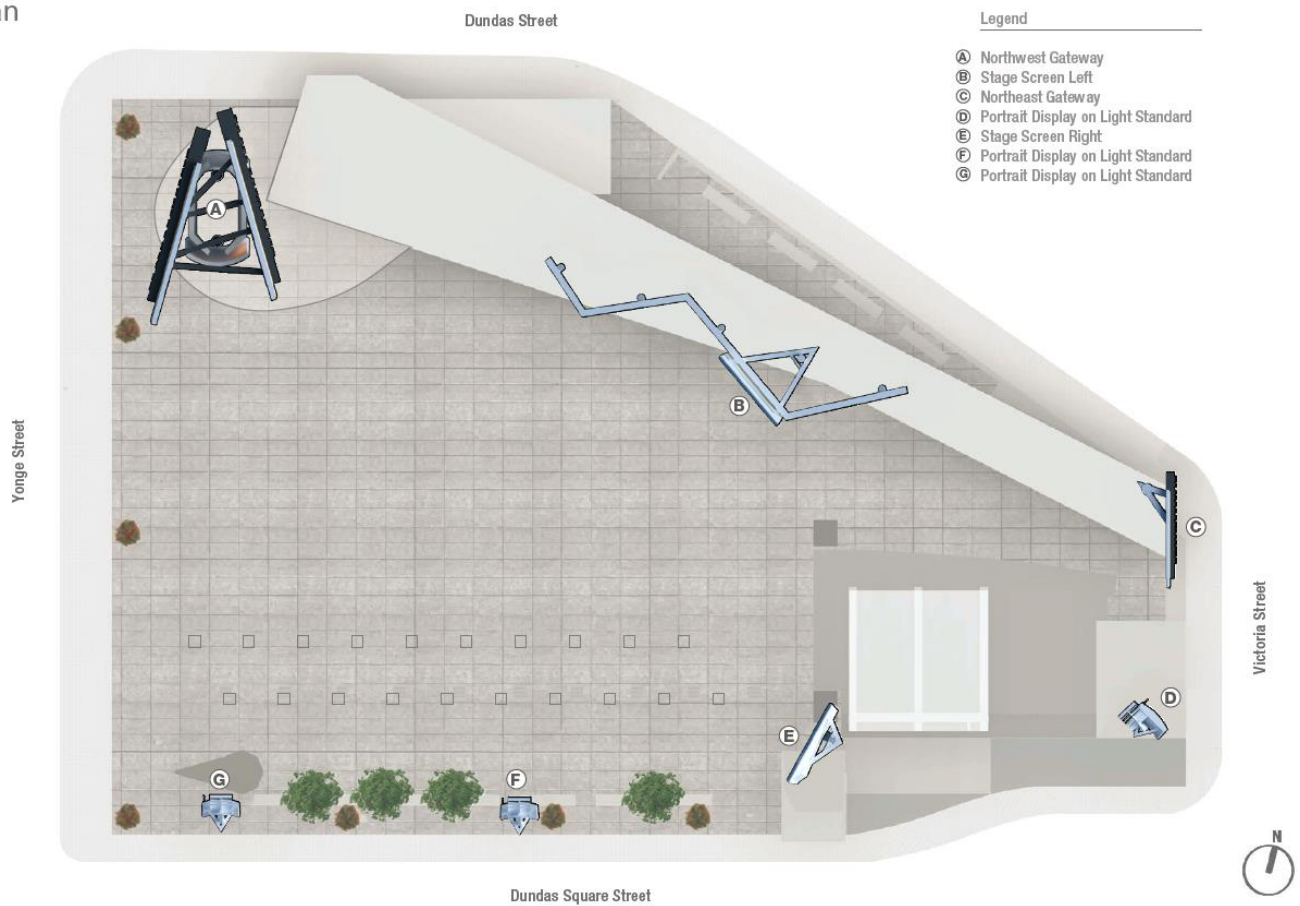 an
Dundas Street
Legend
A Northwest Gateway
B Stage Screen Left
C Northeast Gateway
D Portrait Display on Light Standard
E Stage Screen Right
F Portrait Display on Light Standard
G Portrait Display on Light Standard
A
B
Yonge Street
C
Victoria Street
D
E
G
F
N
Dundas Square Street